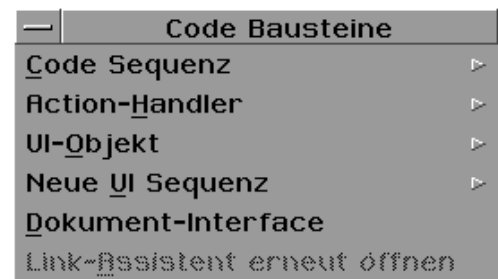 Code Bausteine
Code Sequenz
Action-Handler
UI-Objekt
Neue UI Sequenz
Dokument-Interface
Link-Assistent erneut öffnen